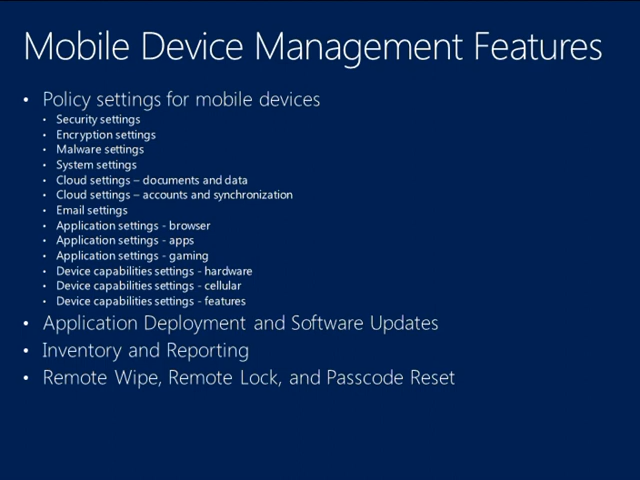 Mobile Device Management Features
• Policy settings for mobile devices
• Security settings
• Encryption settings
• Malware settings
• System settings
• Cloud settings – documents and data
• Cloud settings – accounts and synchronization
• Email settings
• Application settings - browser
• Application settings - apps
• Application settings - gaming
• Device capabilities settings - hardware
• Device capabilities settings - cellular
• Device capabilities settings - features
• Application Deployment and Software Updates
• Inventory and Reporting
• Remote Wipe, Remote Lock, and Passcode Reset